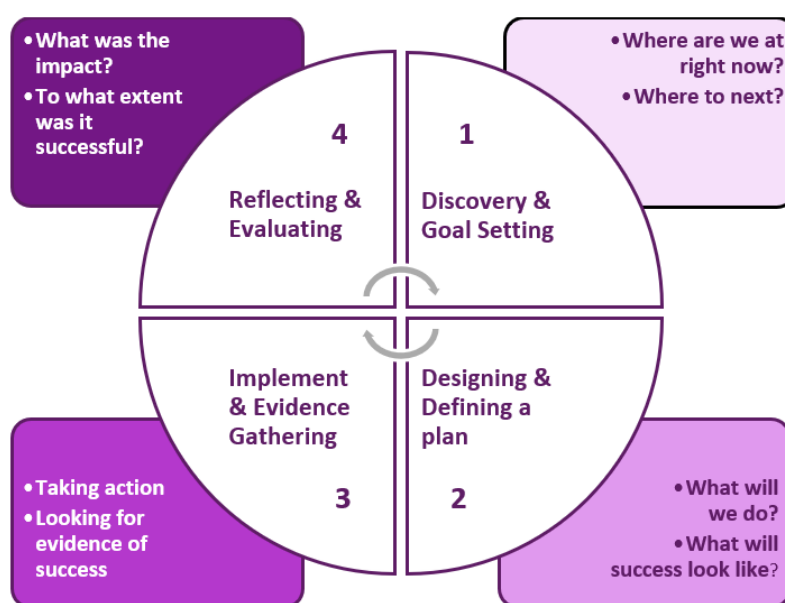 •What was the
impact?
•To what extent
was it
successful?
•Where are we at
right now?
•Where to next?
4
Reflecting &
Evaluating
1
Discovery &
Goal Setting
Implement
& Evidence
Gathering
3
Designing &
Defining a
plan
2
•Taking action
•Looking for
evidence of
success
•What will
we do?
•What will
success look like?